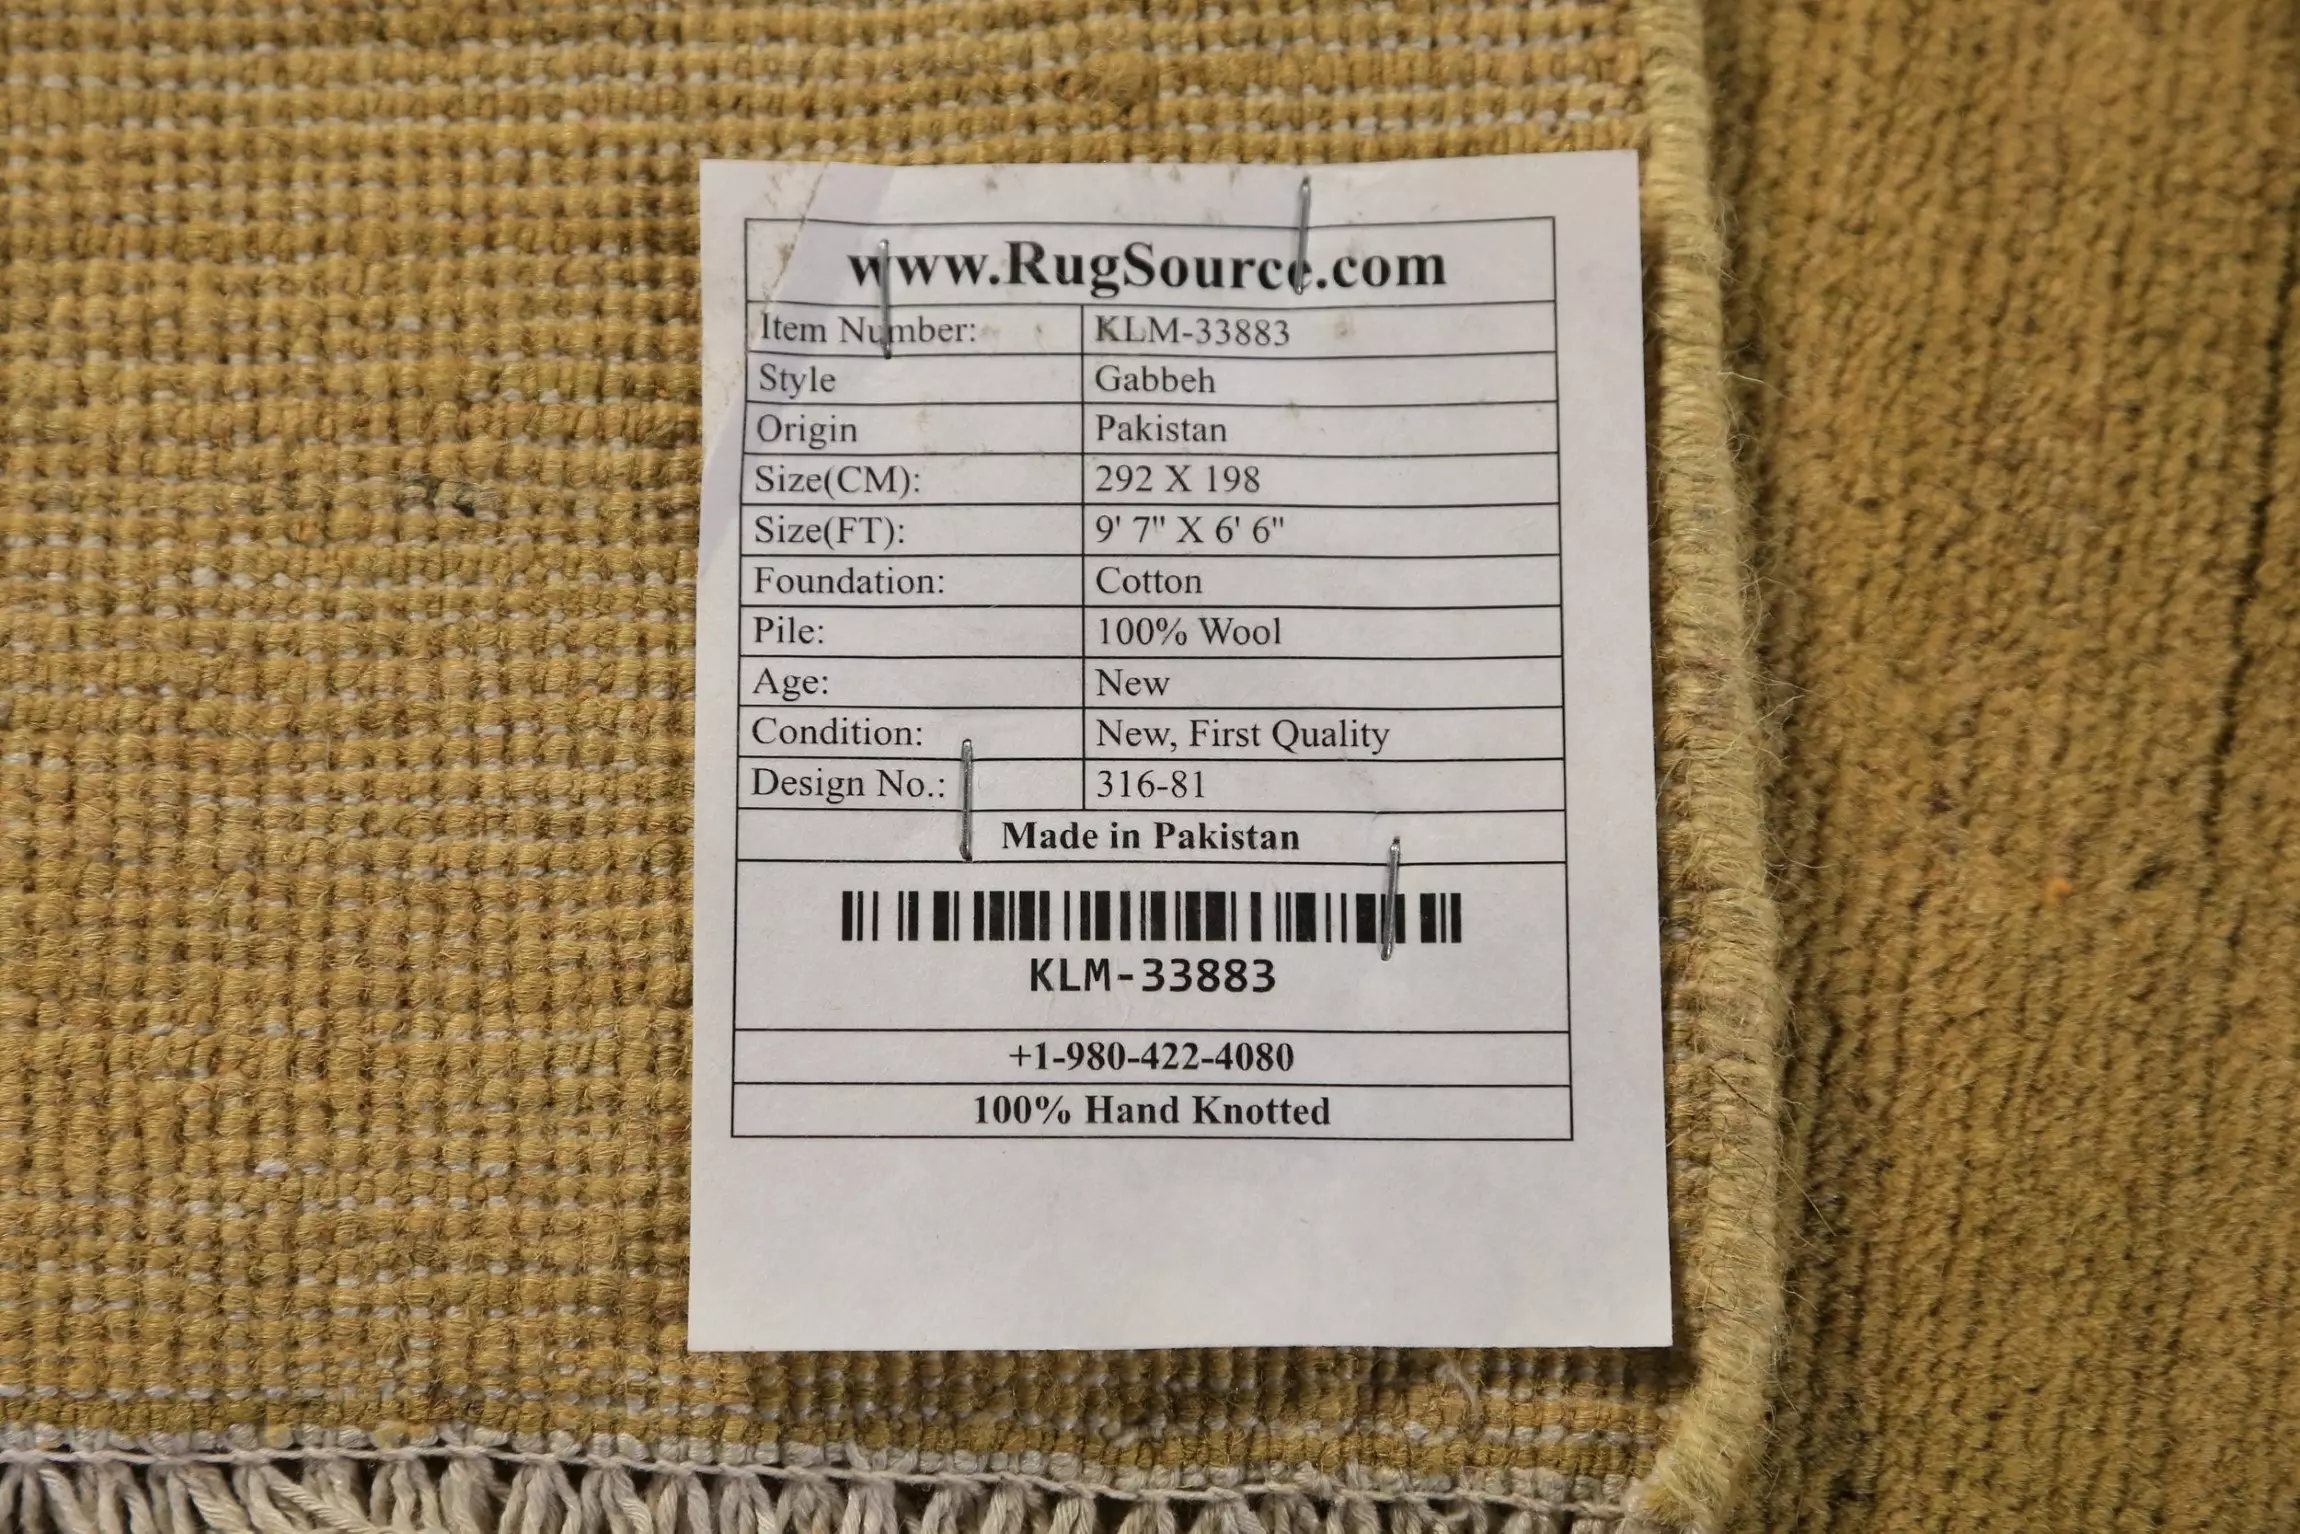 www.RugSource.com
Item Number: KLM-33883
Style Gabbeh
Origin Pakistan
Size(CM): 292 X 198
Size(FT): 9' 7" X 6' 6"
Foundation: Cotton
Pile: 100% Wool
Age: New
Condition: New, First Quality
Design No.: 316-81
Made in Pakistan
KLM-33883
+1-980-422-4080
100% Hand Knotted